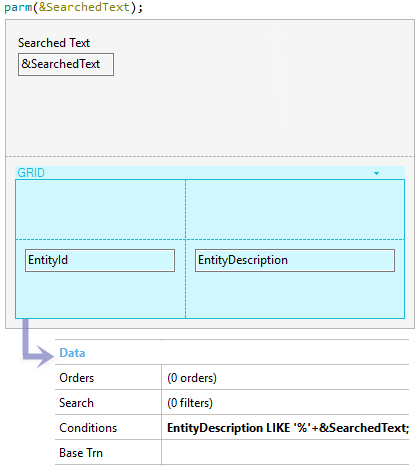 parm(&SearchedText);
Searched Text
&SearchedText
GRID
EntityId EntityDescription
Data
Orders (0 orders)
Search (0 filters)
Conditions EntityDescription LIKE '%'+&SearchedText;
Base Trn